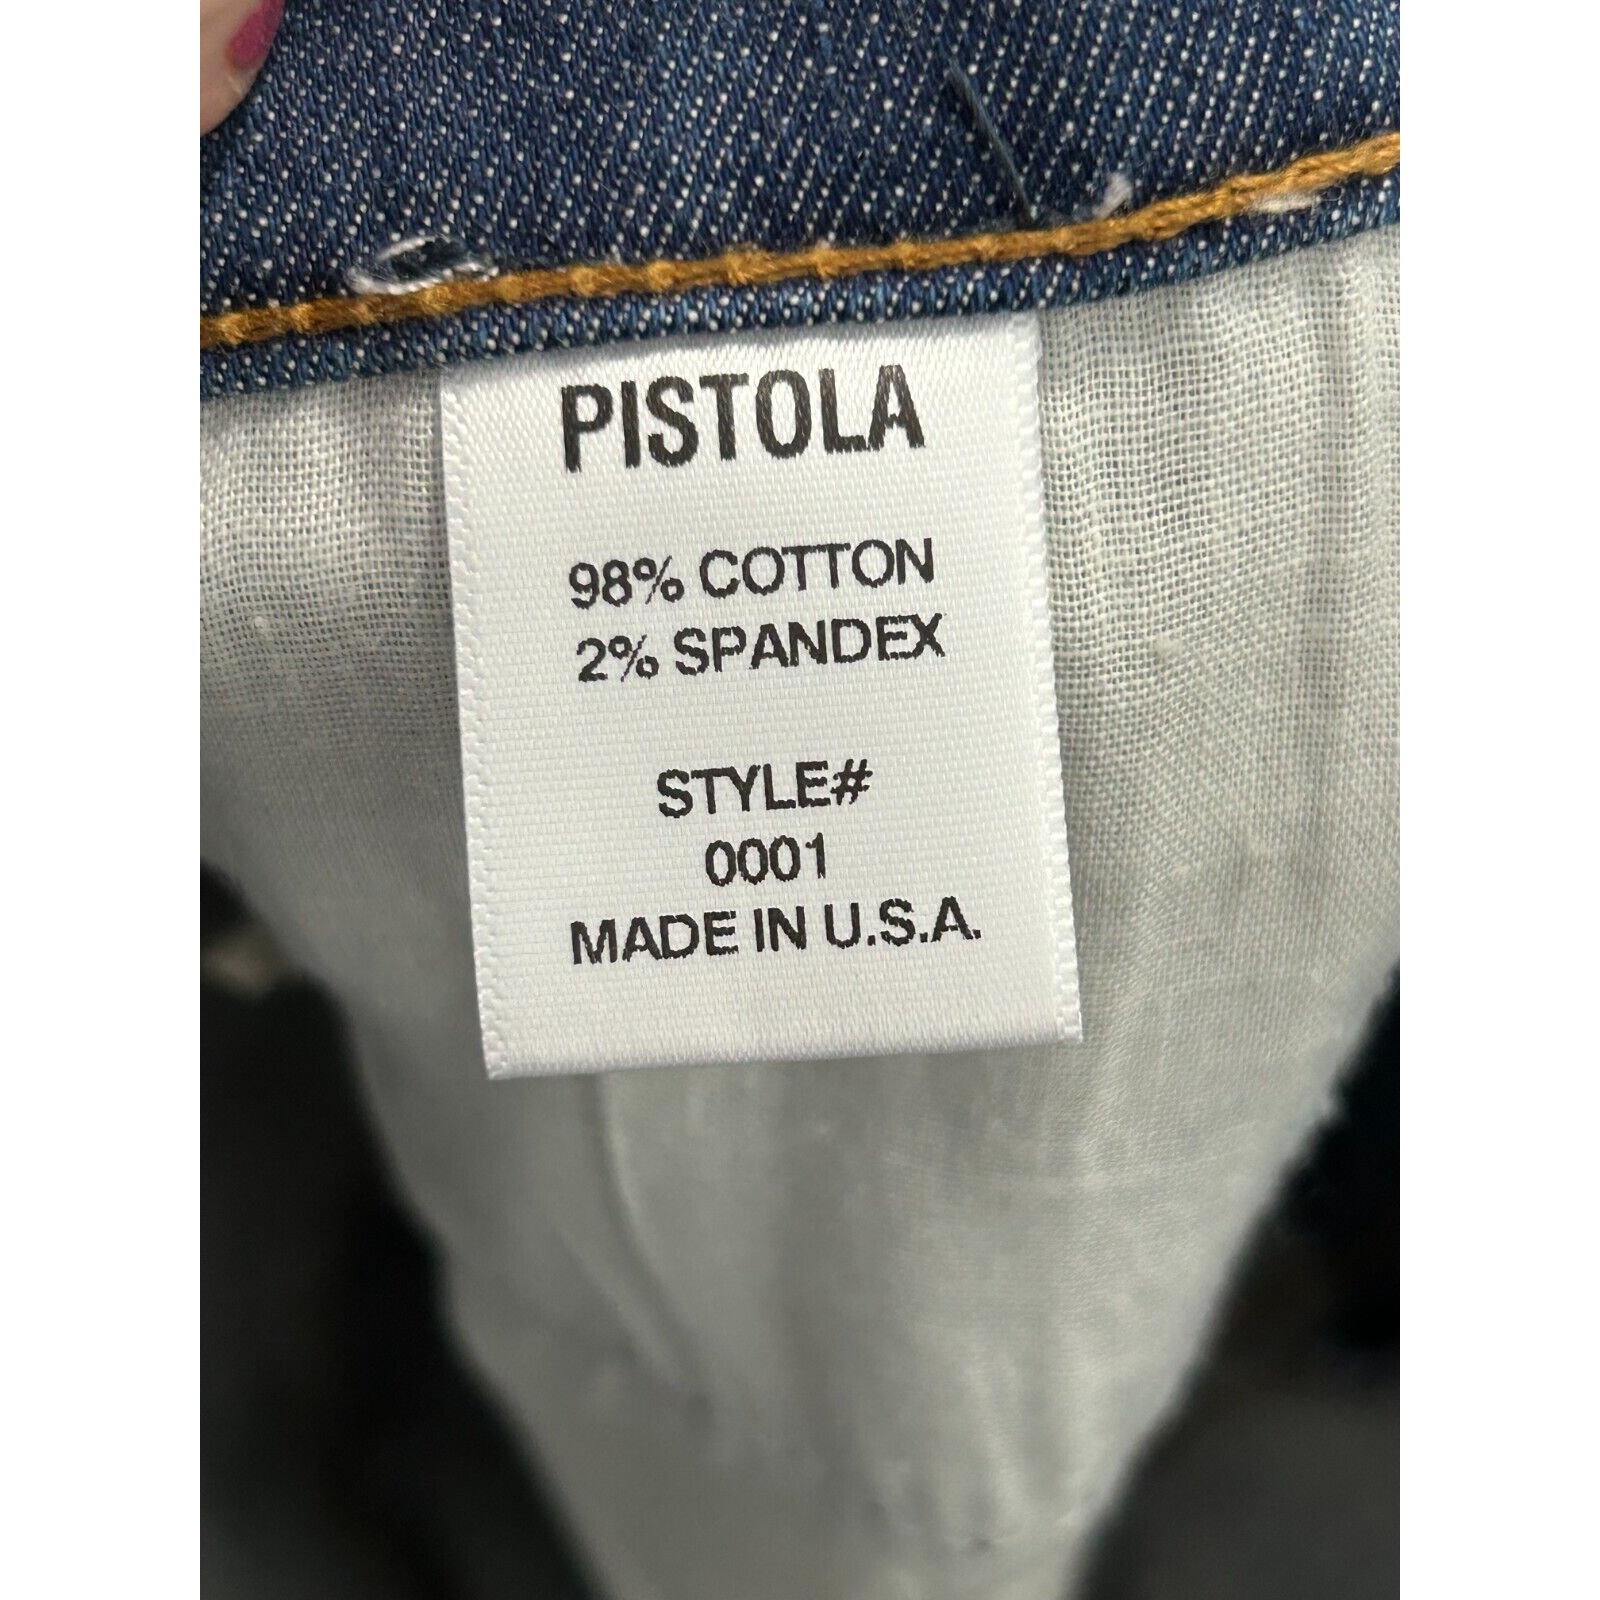 PISTOLA
98% COTTON
2% SPANDEX
STYLE#
0001
MADE IN U.S.A.